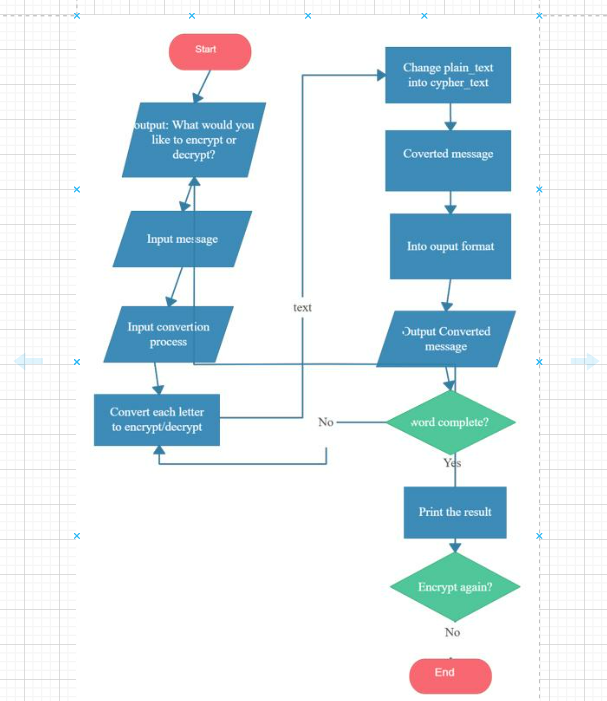 Start
output: What would you
like to encrypt or
decrypt?
Input message
Input convertion
process
Convert each letter
to encrypt/decrypt
text
Change plain_text
into cypher_text
Coverted message
Into ouput format
Output Converted
message
word complete?
No
Yes
Print the result
Encrypt again?
No
End